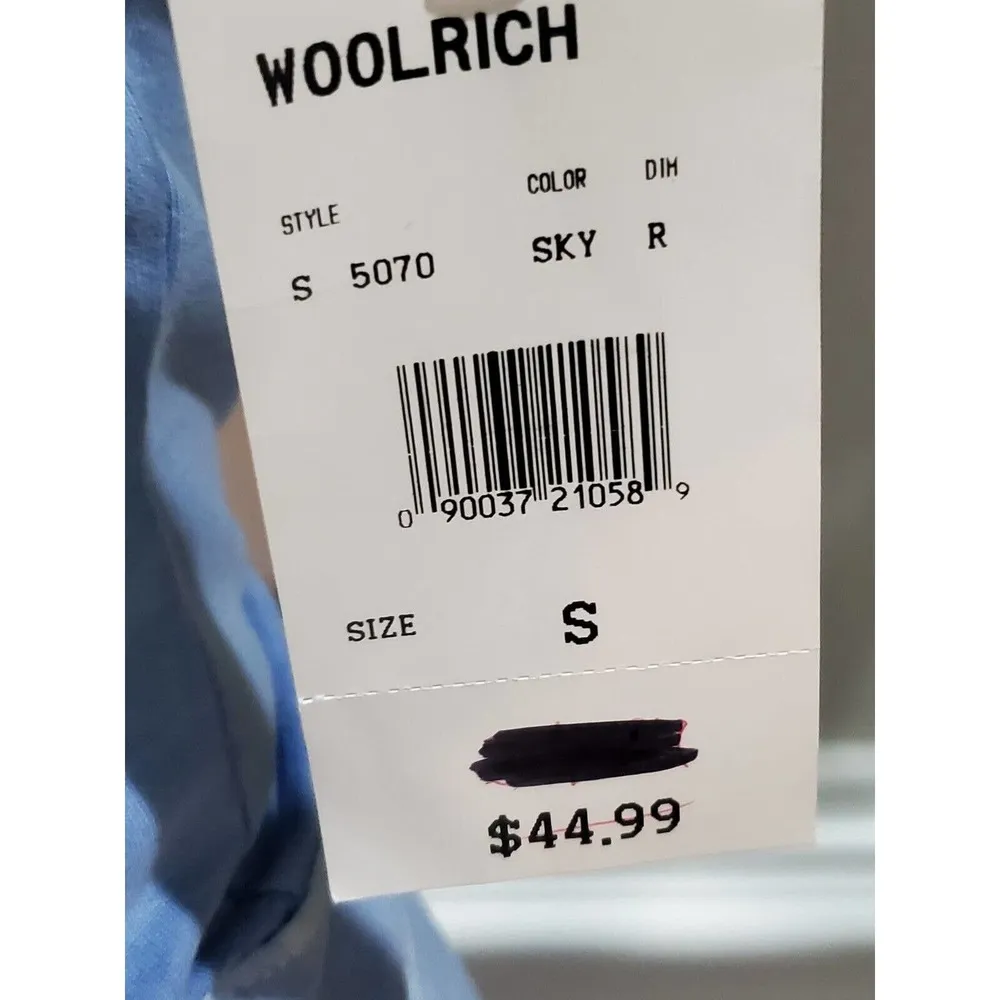 WOOLRICH
STYLE COLOR DIM
S 5070 SKY R
0 90037 21058 9
SIZE S
$44.99